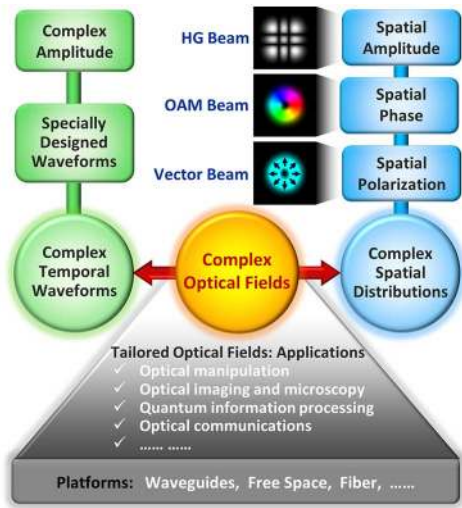 Complex
Amplitude
Specially
Designed
Waveforms
Complex
Temporal
Waveforms
HG Beam
OAM Beam
Vector Beam
Spatial
Amplitude
Spatial
Phase
Spatial
Polarization
Complex
Spatial
Distributions
Complex
Optical Fields
Tailored Optical Fields: Applications
✓ Optical manipulation
✓ Optical imaging and microscopy
✓ Quantum information processing
✓ Optical communications
✓ …… ……
Platforms: Waveguides, Free Space, Fiber, ……